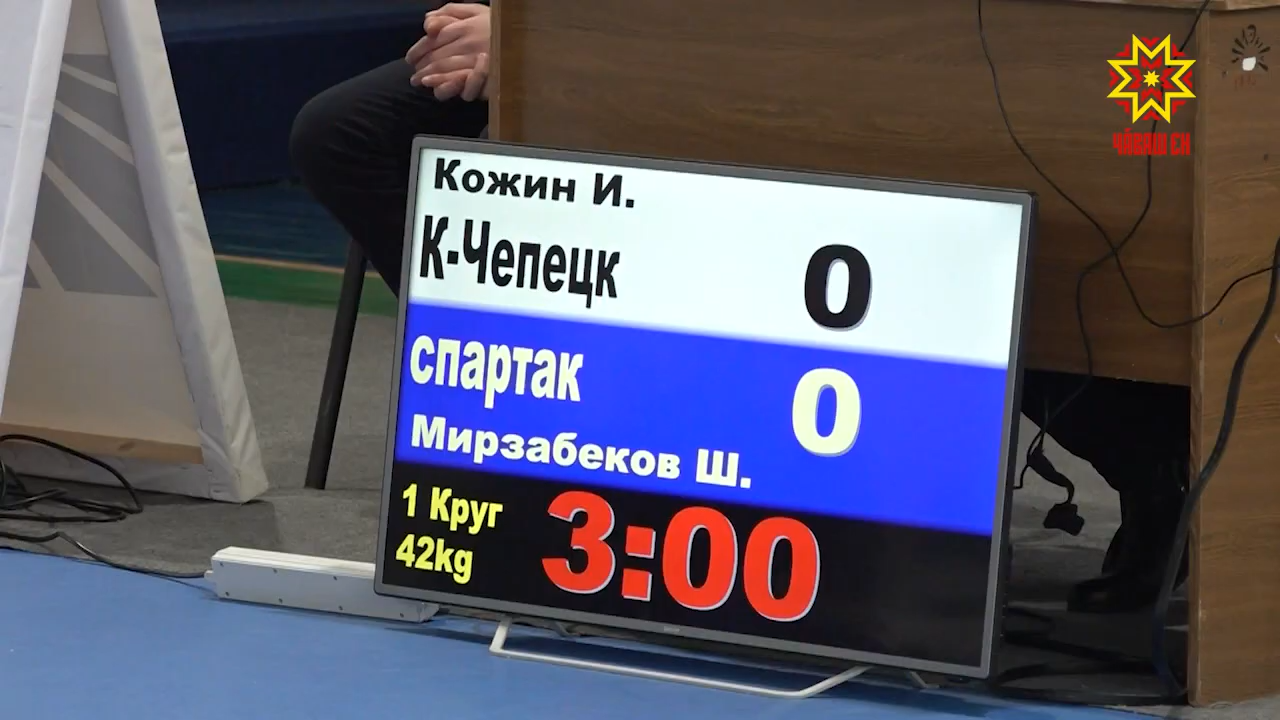 ЧӐВАШ ЕН
Кожин И.
К-Чепецк
0
спартак
0
Мирзабеков Ш.
1 Круг
42kg
3:00